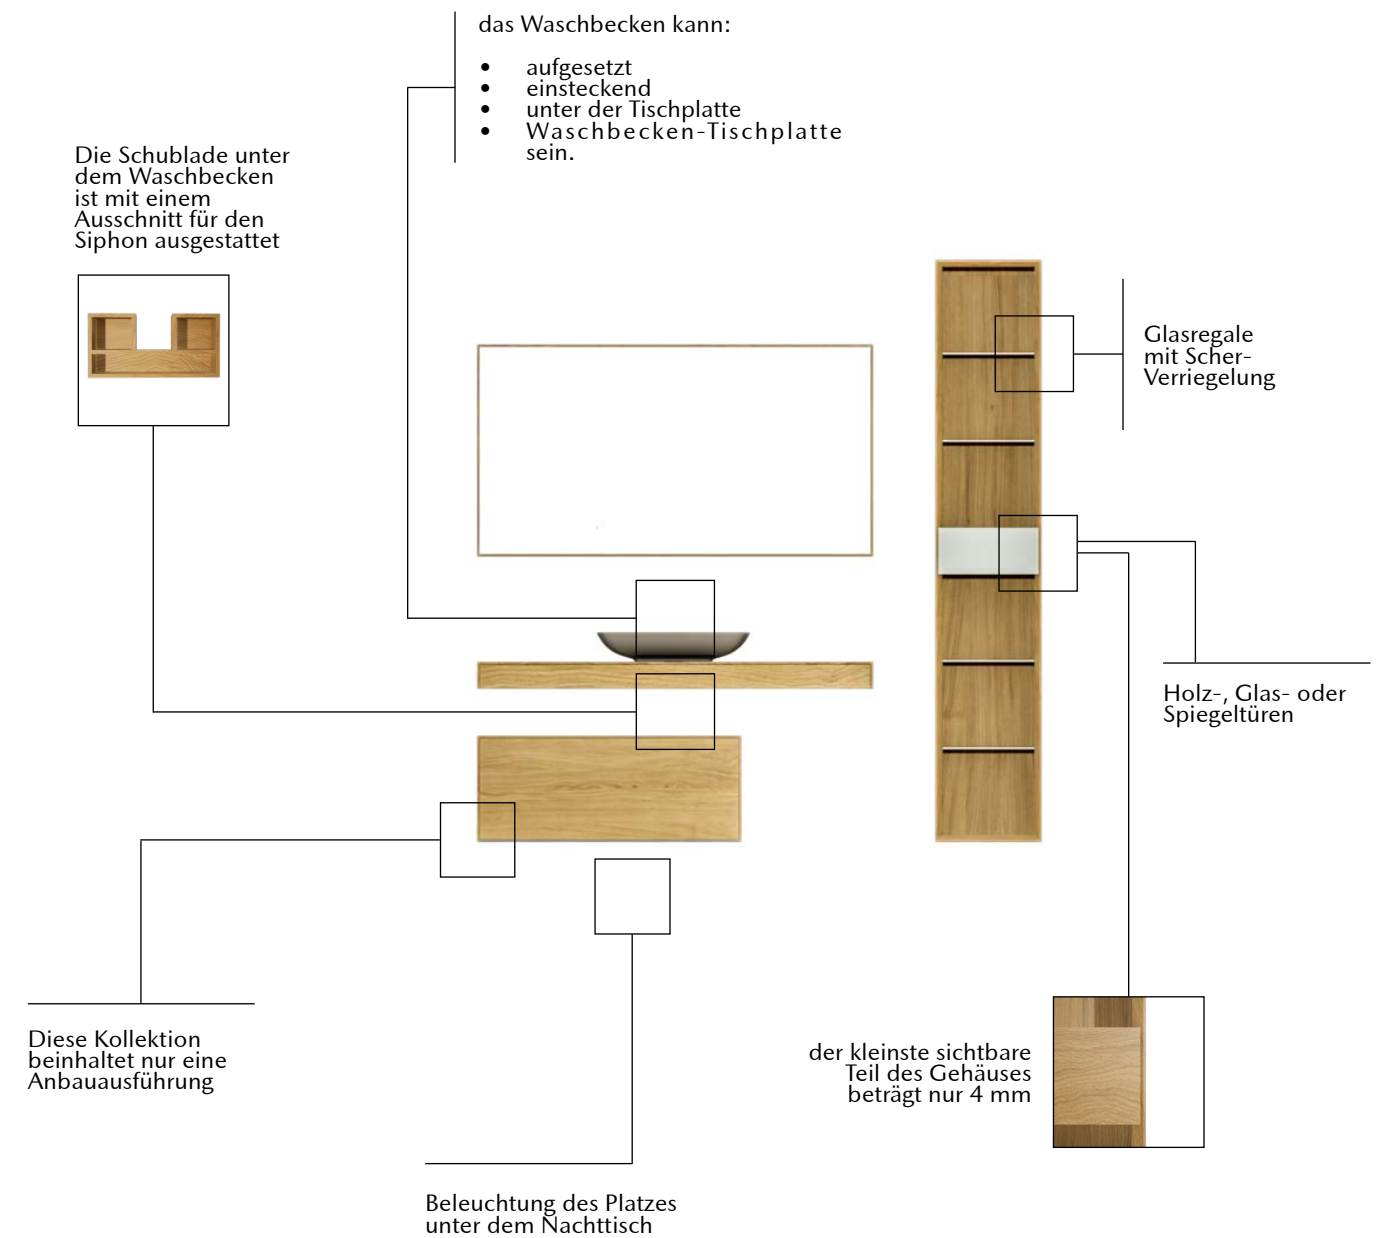 das Waschbecken kann:
• aufgesetzt
• einsteckend
• unter der Tischplatte
• Waschbecken-Tischplatte
sein.
Die Schublade unter
dem Waschbecken
ist mit einem
Ausschnitt für den
Siphon ausgestattet
Glasregale
mit Scher-
Verriegelung
Holz-, Glas- oder
Spiegeltüren
Diese Kollektion
beinhaltet nur eine
Anbauausführung
der kleinste sichtbare
Teil des Gehäuses
beträgt nur 4 mm
Beleuchtung des Platzes
unter dem Nachttisch